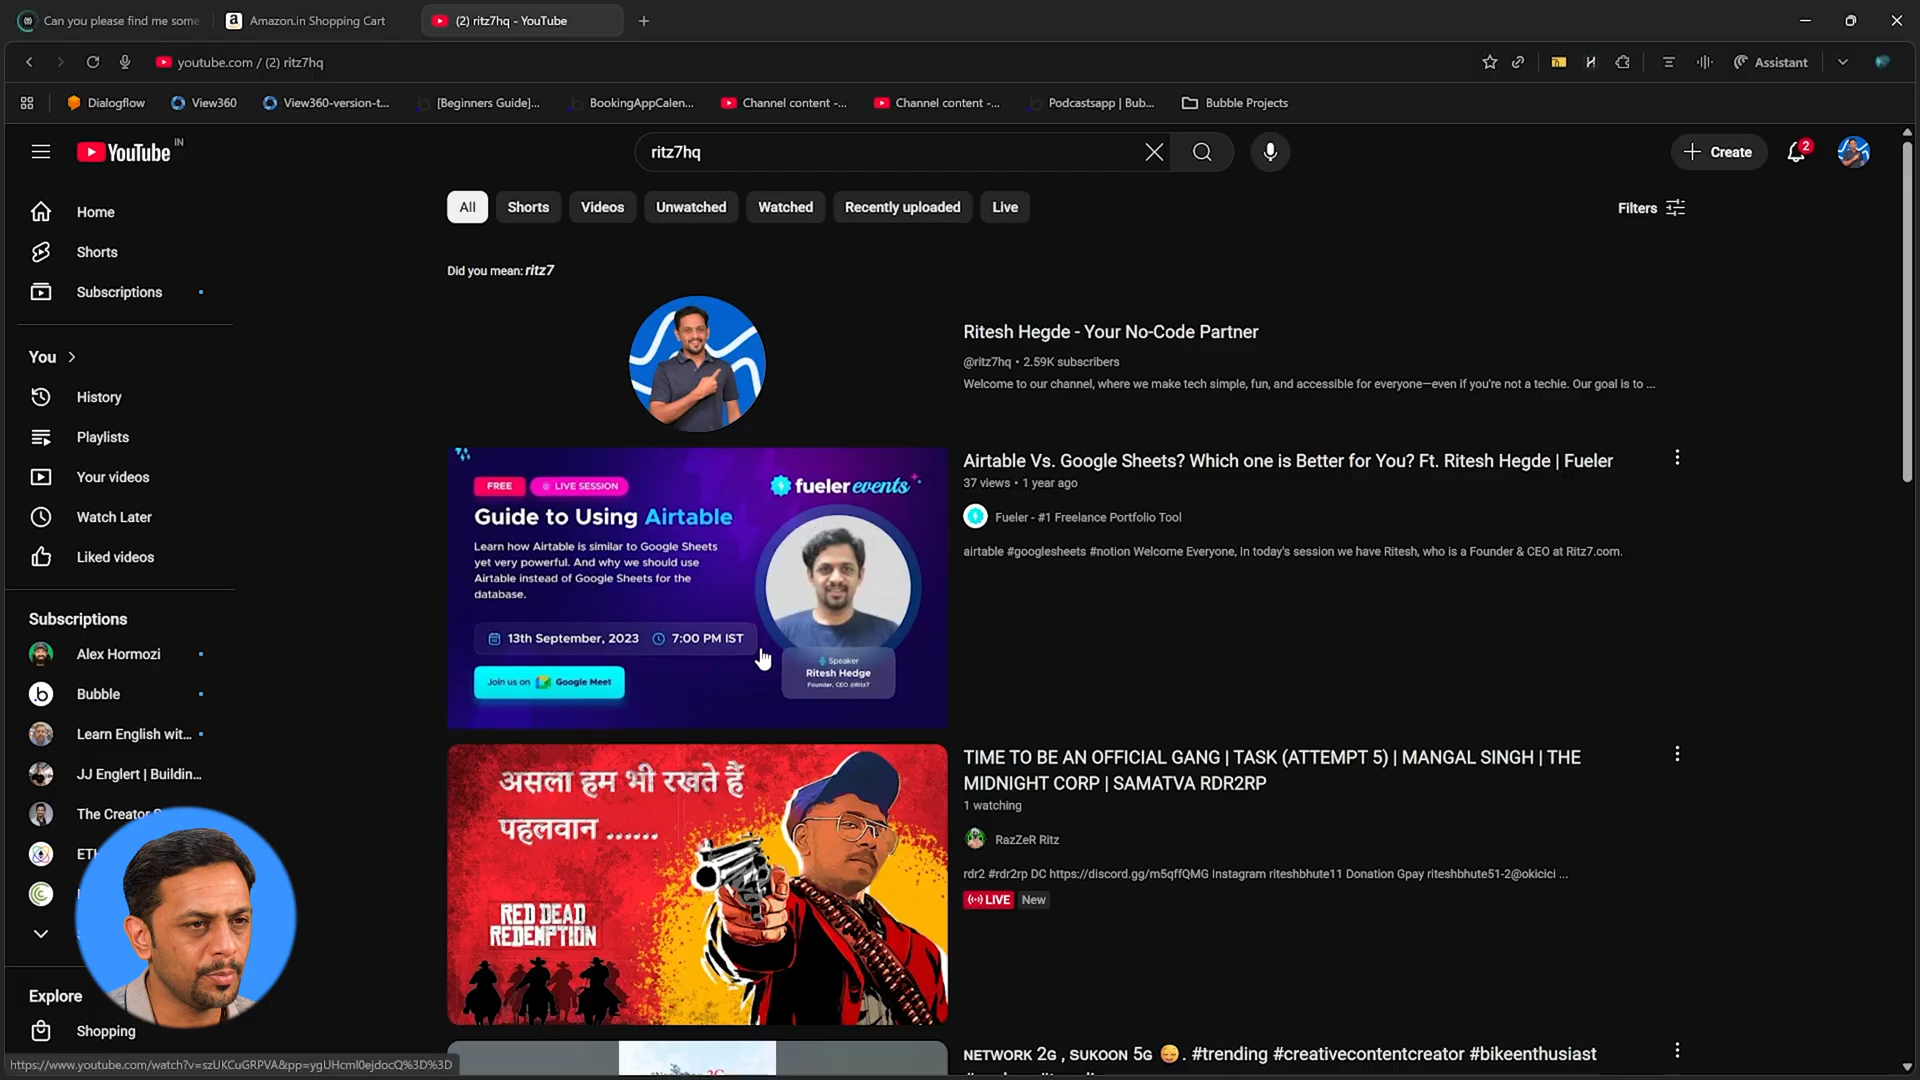 Can you please find me some
Amazon.in Shopping Cart
(2) ritz7hq - YouTube
youtube.com / (2) ritz7hq
Assistant
Dialogflow
View360
View360-version-t...
[Beginners Guide]...
BookingAppCalen...
Channel content -...
Channel content -...
Podcastsapp | Bub...
Bubble Projects
YouTube IN
ritz7hq
Create
2
All
Shorts
Videos
Unwatched
Watched
Recently uploaded
Live
Filters
Home
Shorts
Subscriptions
You
History
Playlists
Your videos
Watch Later
Liked videos
Subscriptions
Alex Hormozi
Bubble
Learn English wit...
JJ Englert | Buildin...
The Creator
ETH
Explore
Shopping
Did you mean: ritz7
Ritesh Hegde - Your No-Code Partner
@ritz7hq • 2.59K subscribers
Welcome to our channel, where we make tech simple, fun, and accessible for everyone—even if you're not a techie. Our goal is to ...
FREE
LIVE SESSION
fueler events
Guide to Using Airtable
Learn how Airtable is similar to Google Sheets
yet very powerful. And why we should use
Airtable instead of Google Sheets for the
database.
13th September, 2023
7:00 PM IST
Join us on Google Meet
Speaker
Ritesh Hedge
Founder, CEO @Ritz7
Airtable Vs. Google Sheets? Which one is Better for You? Ft. Ritesh Hegde | Fueler
37 views • 1 year ago
Fueler - #1 Freelance Portfolio Tool
airtable #googlesheets #notion Welcome Everyone, In today's session we have Ritesh, who is a Founder & CEO at Ritz7.com.
असला हम भी रखते हैं
पहलवान ......
RED DEAD
REDEMPTION
TIME TO BE AN OFFICIAL GANG | TASK (ATTEMPT 5) | MANGAL SINGH | THE
MIDNIGHT CORP | SAMATVA RDR2RP
1 watching
RazZeR Ritz
rdr2 #rdr2rp DC https://discord.gg/m5qffQMG Instagram riteshbhute11 Donation Gpay riteshbhute51-2@okicici ...
LIVE
New
ɴᴇᴛᴡᴏʀᴋ 2ɢ , sᴜᴋᴏᴏɴ 5ɢ 😌. #trending #creativecontentcreator #bikeenthusiast
https://www.youtube.com/watch?v=szUKCuGRPVA&pp=ygUHcml0ejdocQ%3D%3D